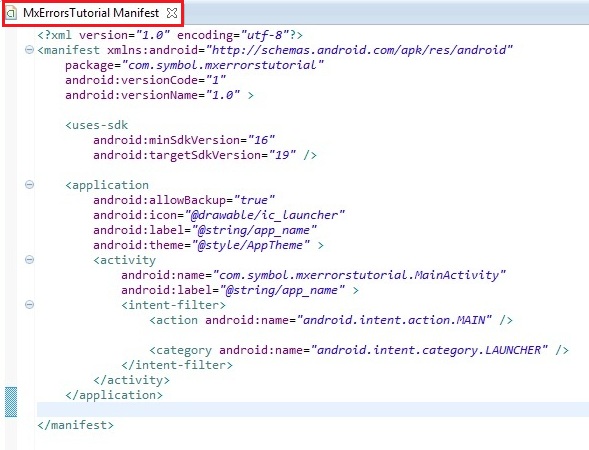 MxErrorsTutorial Manifest
<?xml version="1.0" encoding="utf-8"?>
<manifest xmlns:android="http://schemas.android.com/apk/res/android"
package="com.symbol.mxerrorstutorial"
android:versionCode="1"
android:versionName="1.0" >
<uses-sdk
android:minSdkVersion="16"
android:targetSdkVersion="19" />
<application
android:allowBackup="true"
android:icon="@drawable/ic_launcher"
android:label="@string/app_name"
android:theme="@style/AppTheme" >
<activity
android:name="com.symbol.mxerrorstutorial.MainActivity"
android:label="@string/app_name" >
<intent-filter>
<action android:name="android.intent.action.MAIN" />
<category android:name="android.intent.category.LAUNCHER" />
</intent-filter>
</activity>
</application>
</manifest>